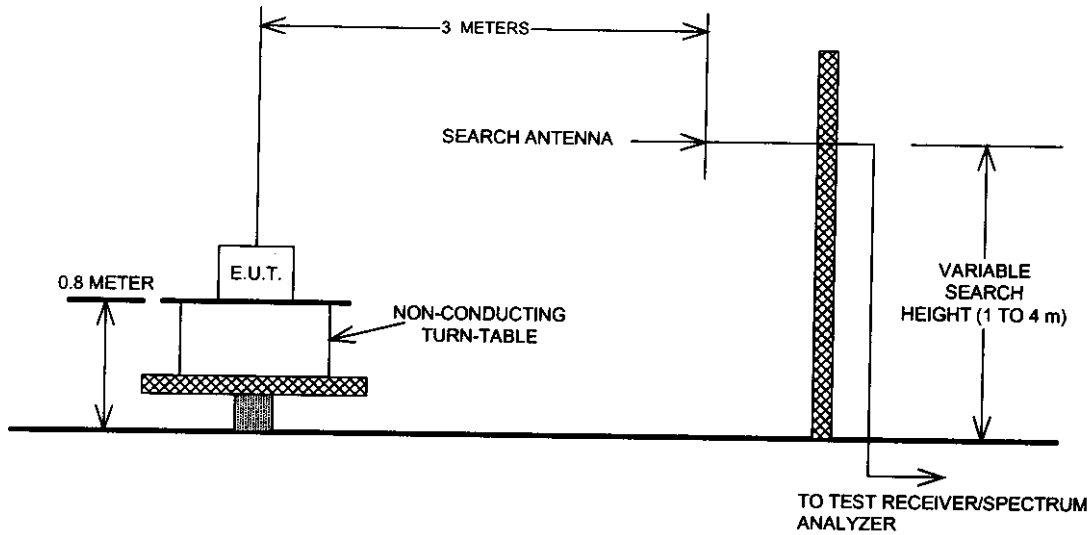 3 METERS
SEARCH ANTENNA
E.U.T.
0.8 METER
NON-CONDUCTING
TURN-TABLE
VARIABLE
SEARCH
HEIGHT (1 TO 4 m)
TO TEST RECEIVER/SPECTRUM
ANALYZER